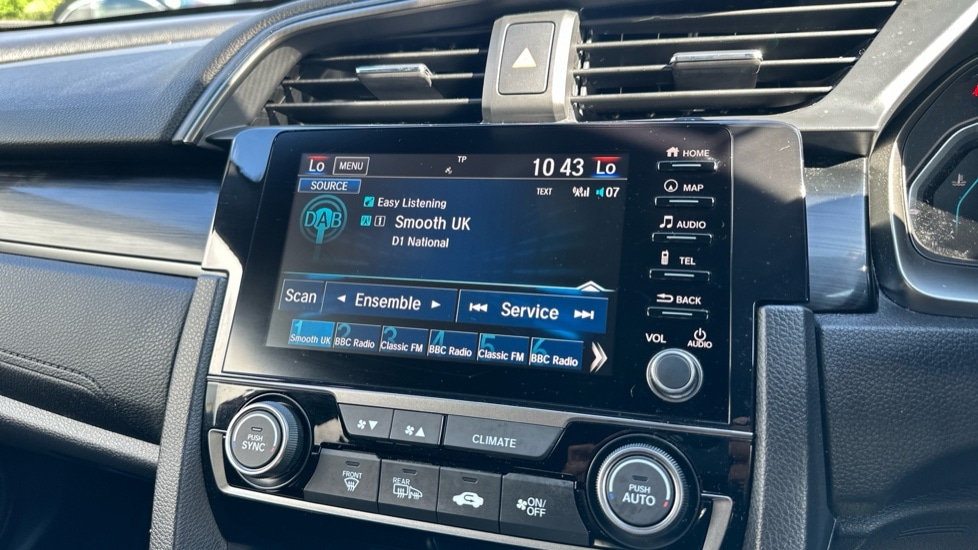 Lo MENU TP 10 43 Lo
SOURCE TEXT 07
DAB
Easy Listening
1 Smooth UK
D1 National
Scan Ensemble Service
1 Smooth UK 2 BBC Radio 3 Classic FM 4 BBC Radio 5 Classic FM 6 BBC Radio
HOME
MAP
AUDIO
TEL
BACK
VOL AUDIO
PUSH
SYNC
CLIMATE
FRONT
REAR
ON/
OFF
PUSH
AUTO